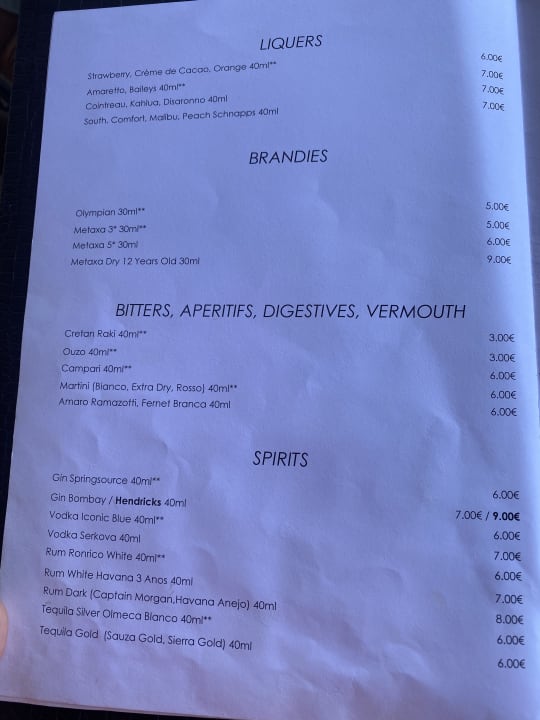 LIQUERS
Strawberry, Crème de Cacao, Orange 40ml** 6.00€
Amaretto, Baileys 40ml** 7.00€
Cointreau, Kahlua, Disaronno 40ml 7.00€
South. Comfort, Malibu, Peach Schnapps 40ml 7.00€
BRANDIES
Olympian 30ml** 5.00€
Metaxa 3* 30ml** 5.00€
Metaxa 5* 30ml 6.00€
Metaxa Dry 12 Years Old 30ml 9.00€
BITTERS, APERITIFS, DIGESTIVES, VERMOUTH
Cretan Raki 40ml** 3.00€
Ouzo 40ml** 3.00€
Campari 40ml** 6.00€
Martini (Bianco, Extra Dry, Rosso) 40ml** 6.00€
Amaro Ramazotti, Fernet Branca 40ml 6.00€
SPIRITS
Gin Springsource 40ml** 6.00€
Gin Bombay / Hendricks 40ml 7.00€ / 9.00€
Vodka Iconic Blue 40ml** 6.00€
Vodka Serkova 40ml 7.00€
Rum Ronrico White 40ml** 6.00€
Rum White Havana 3 Anos 40ml 7.00€
Rum Dark (Captain Morgan,Havana Anejo) 40ml 8.00€
Tequila Silver Olmeca Blanco 40ml** 6.00€
Tequila Gold (Sauza Gold, Sierra Gold) 40ml 6.00€